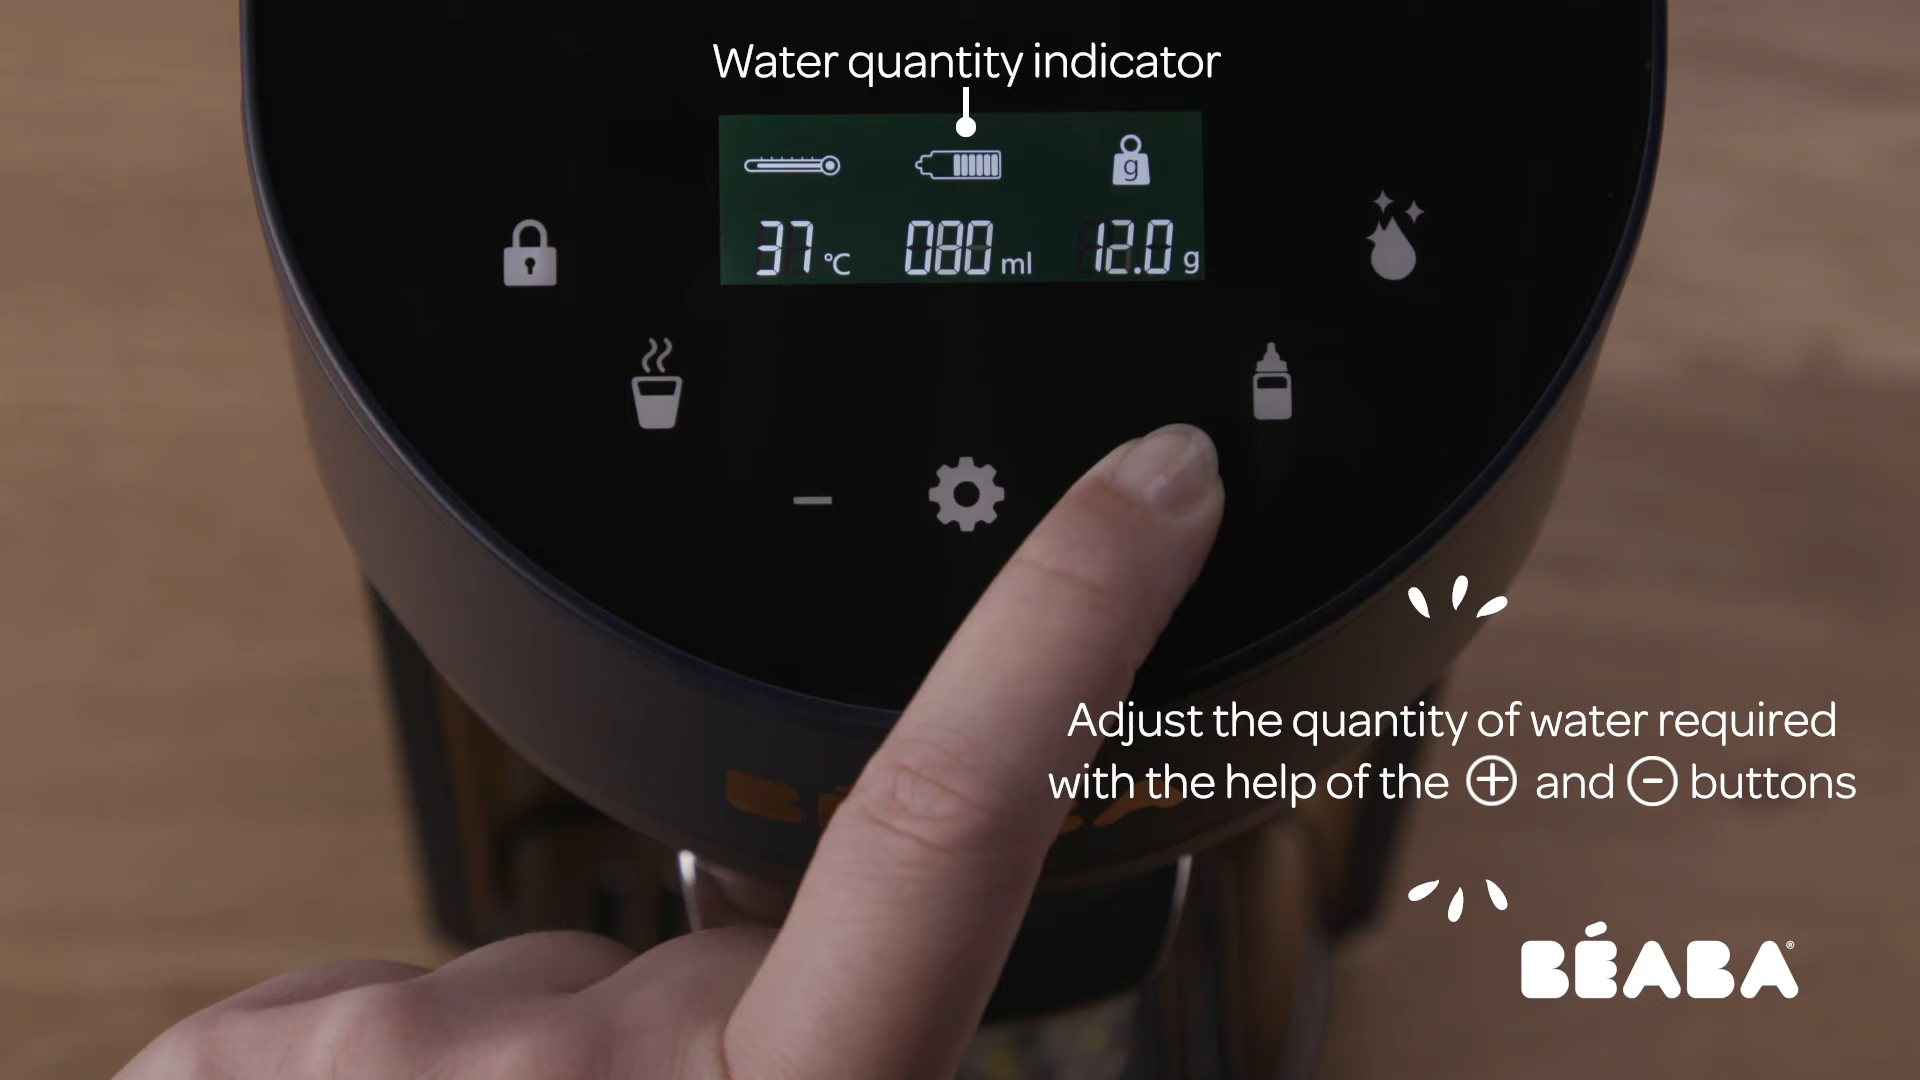 Water quantity indicator
g
37 °C 080 ml 12.0 g
Adjust the quantity of water required
with the help of the + and - buttons
BÉABA®